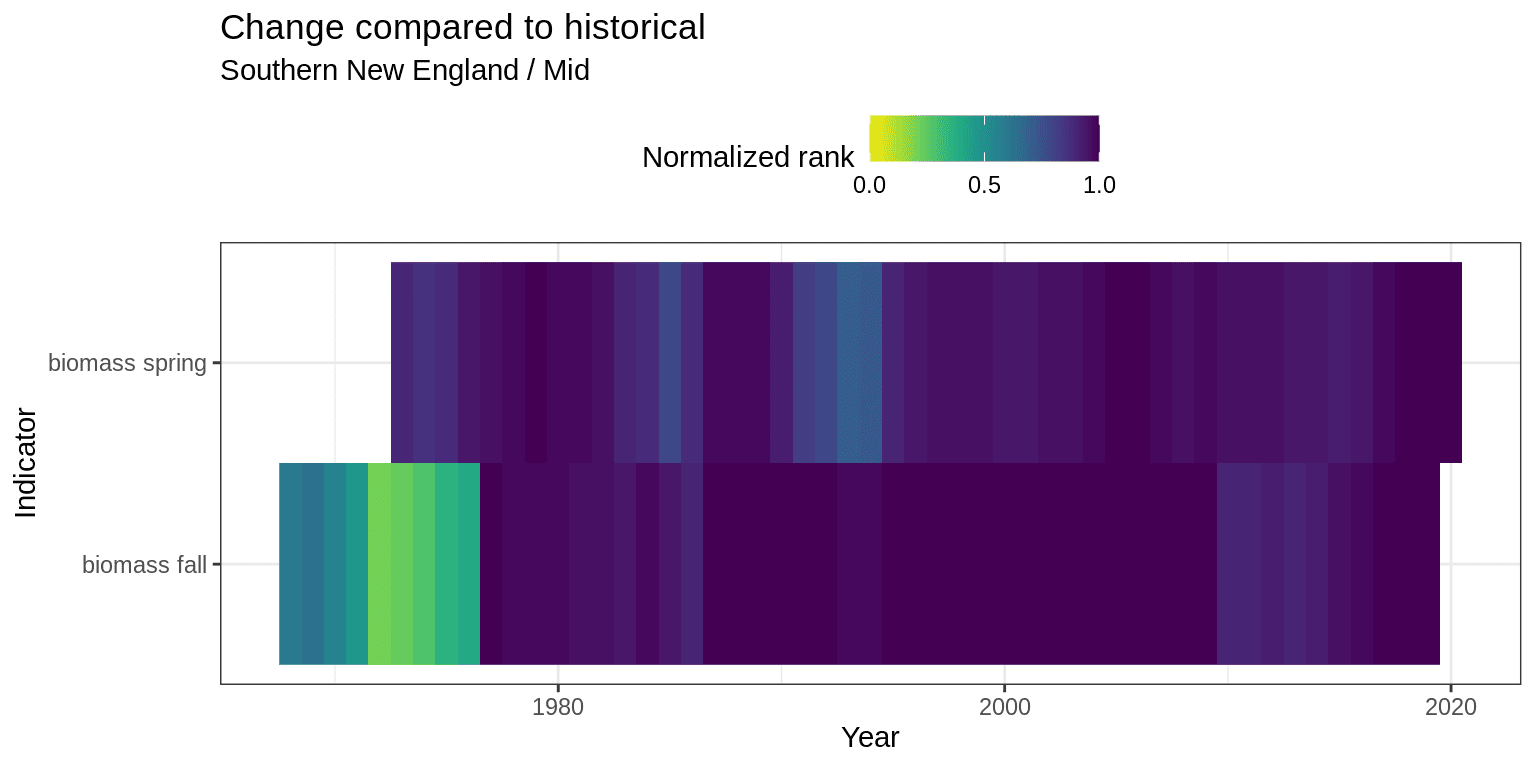 Change compared to historical
Southern New England / Mid
Normalized rank
0.0 0.5 1.0
biomass spring
biomass fall
Indicator
1980 2000 2020
Year